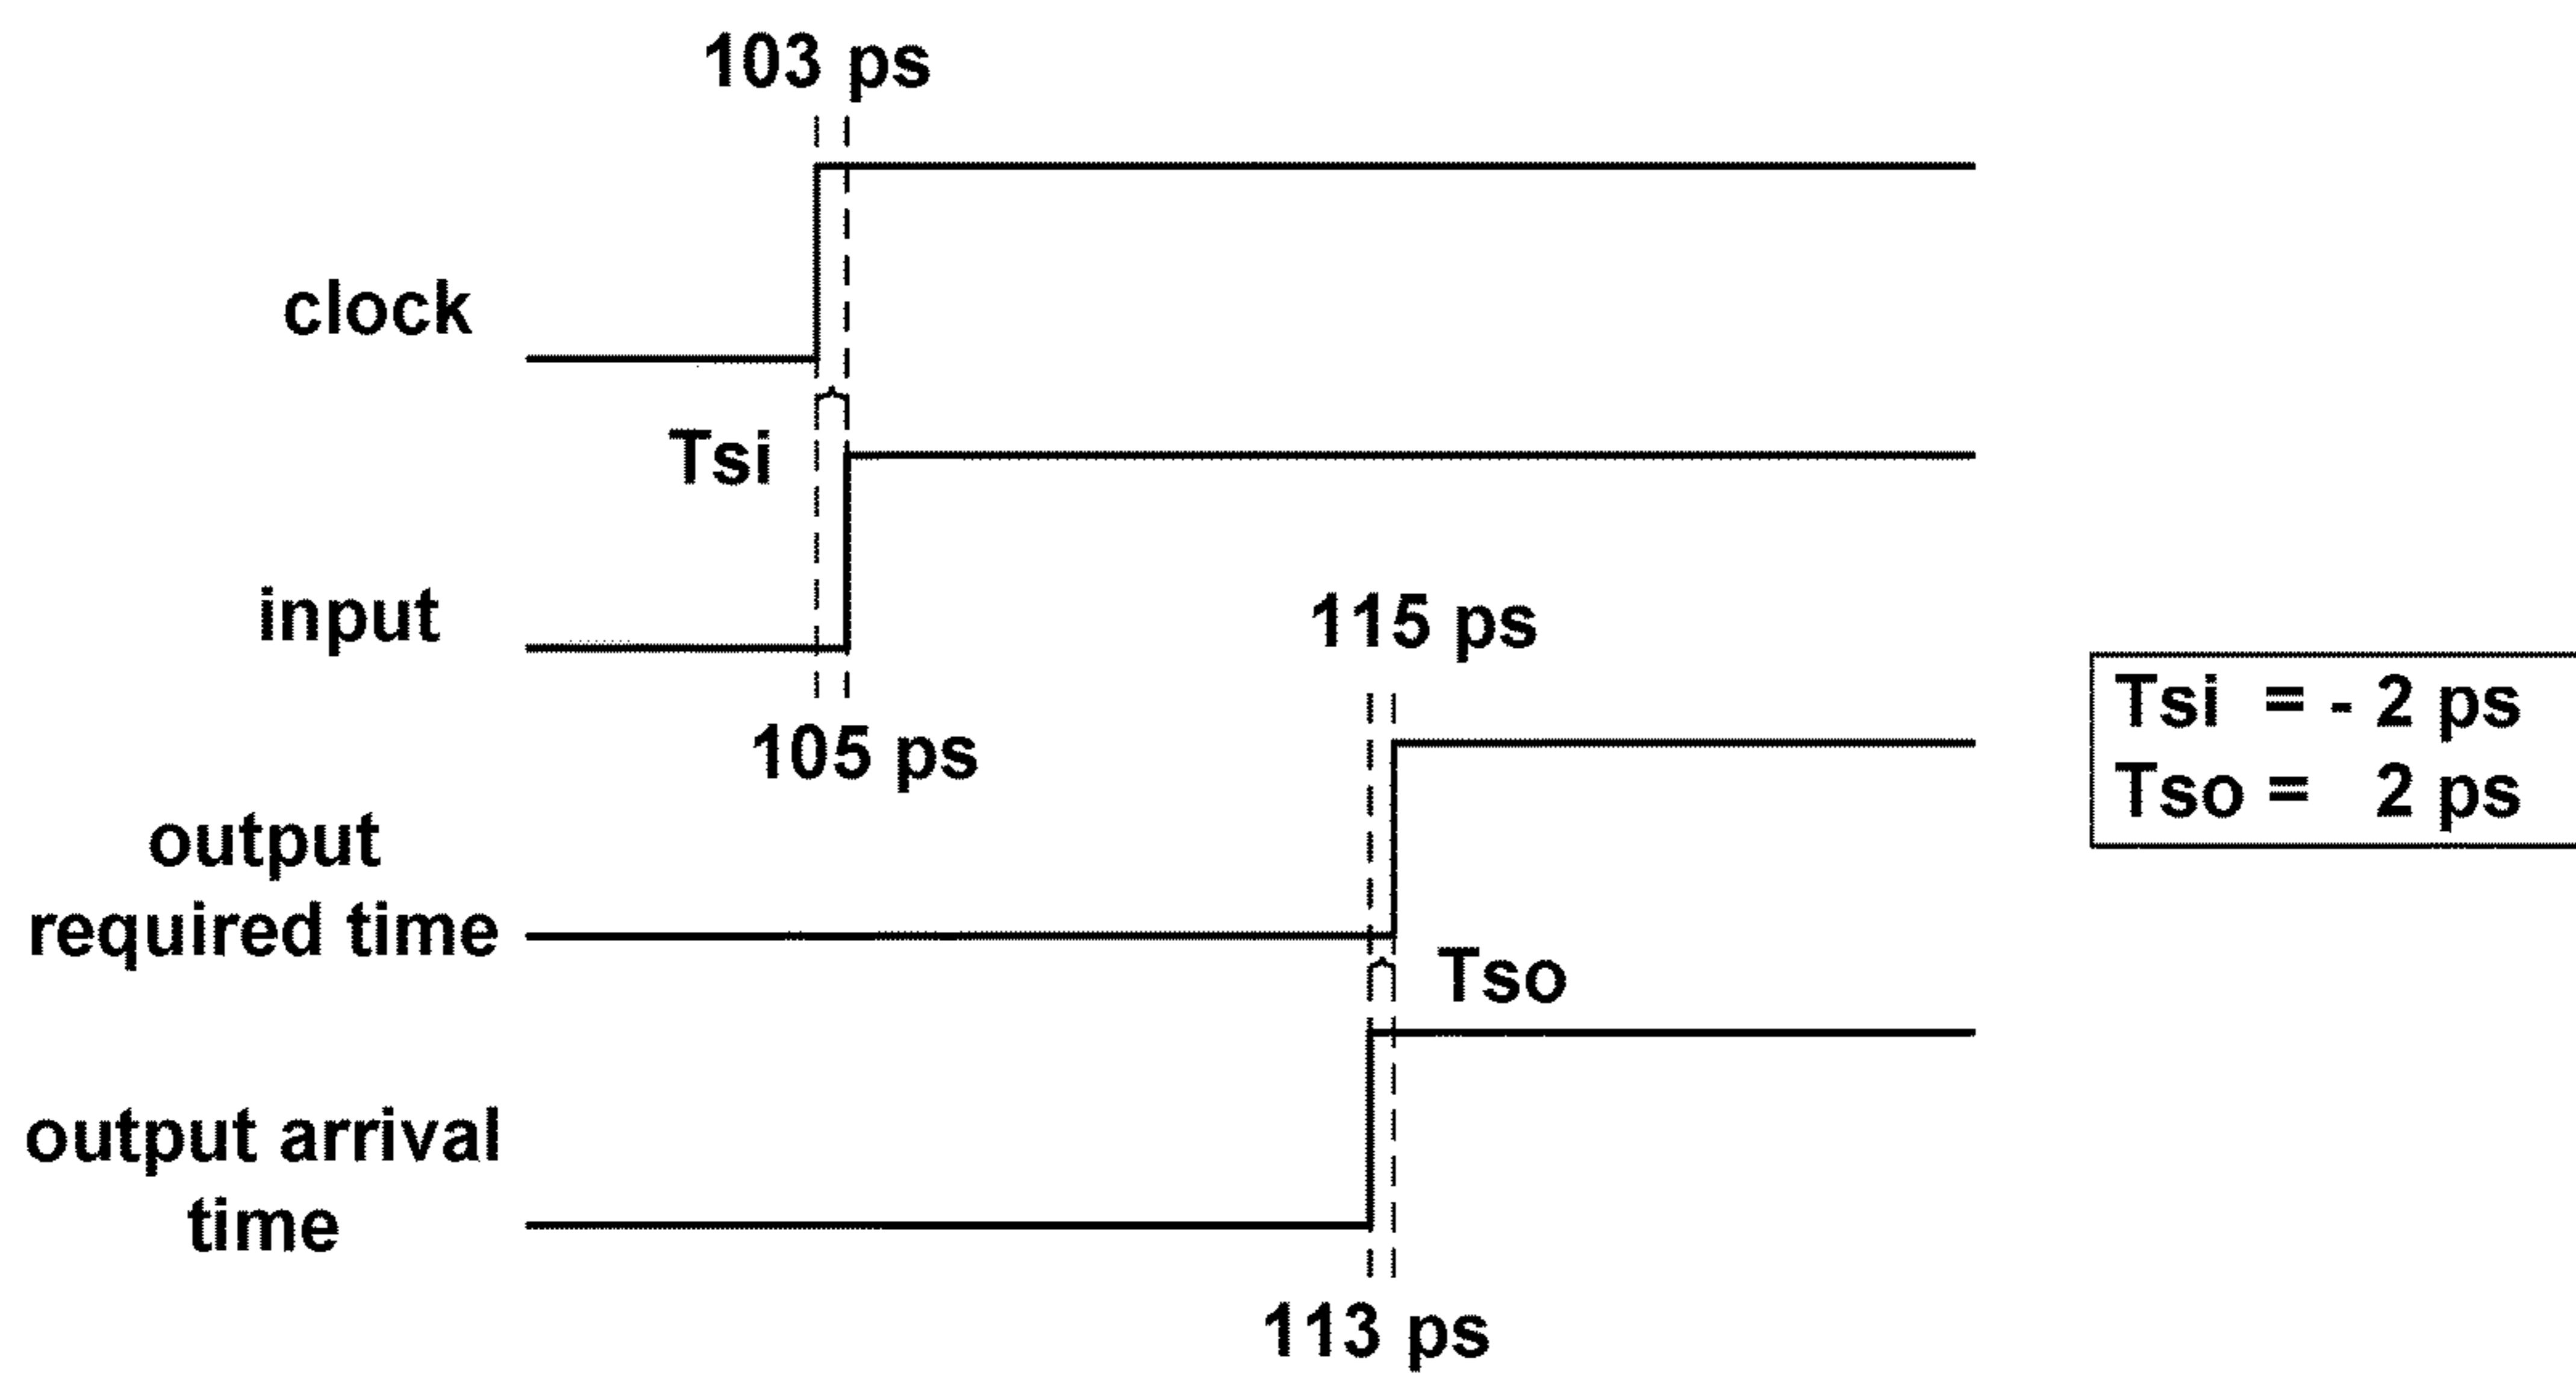 103 ps
clock
Tsi
input
105 ps
115 ps
Tsi = - 2 ps
Tso = 2 ps
output
required time
Tso
output arrival
time
113 ps